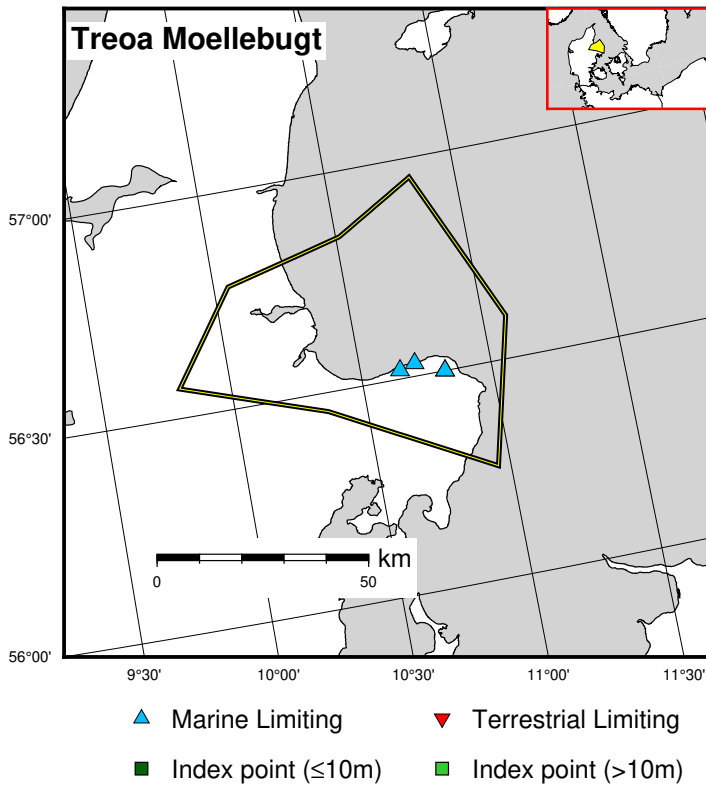 Treoa Moellebugt
57°00'
56°30'
56°00'
km
0 50
9°30' 10°00' 10°30' 11°00' 11°30'
Marine Limiting Terrestrial Limiting
Index point (≤10m) Index point (>10m)